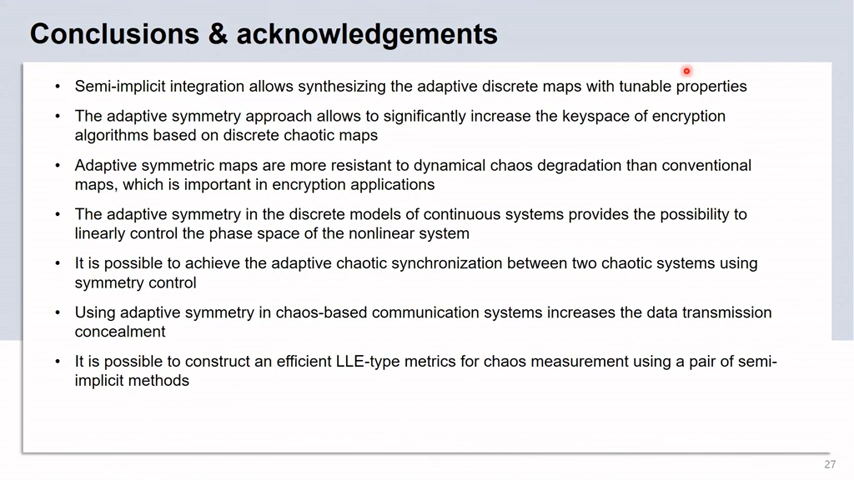 Conclusions & acknowledgements
• Semi-implicit integration allows synthesizing the adaptive discrete maps with tunable properties
• The adaptive symmetry approach allows to significantly increase the keyspace of encryption
algorithms based on discrete chaotic maps
• Adaptive symmetric maps are more resistant to dynamical chaos degradation than conventional
maps, which is important in encryption applications
• The adaptive symmetry in the discrete models of continuous systems provides the possibility to
linearly control the phase space of the nonlinear system
• It is possible to achieve the adaptive chaotic synchronization between two chaotic systems using
symmetry control
• Using adaptive symmetry in chaos-based communication systems increases the data transmission
concealment
• It is possible to construct an efficient LLE-type metrics for chaos measurement using a pair of semi-
implicit methods
27